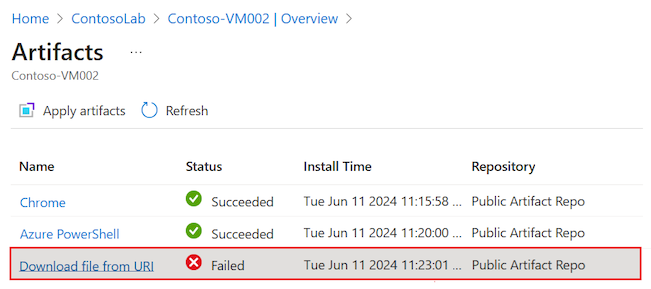 Home > ContosoLab > Contoso-VM002 | Overview >
Artifacts ...
Contoso-VM002
Apply artifacts Refresh
Name Status Install Time Repository
Chrome Succeeded Tue Jun 11 2024 11:15:58 ... Public Artifact Repo
Azure PowerShell Succeeded Tue Jun 11 2024 11:20:00 ... Public Artifact Repo
Download file from URI Failed Tue Jun 11 2024 11:23:01 ... Public Artifact Repo